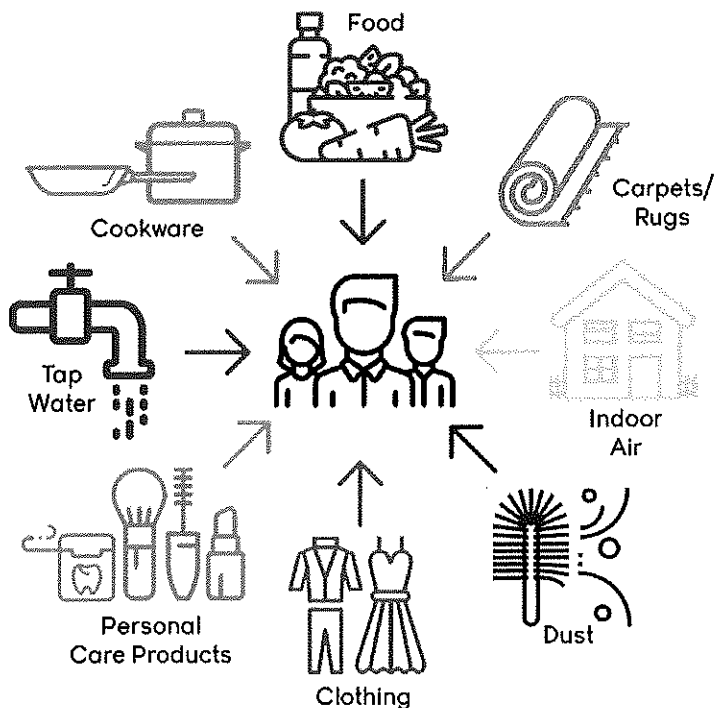 Food
Cookware
Carpets/
Rugs
Tap
Water
Indoor
Air
Personal
Care Products
Clothing
Dust